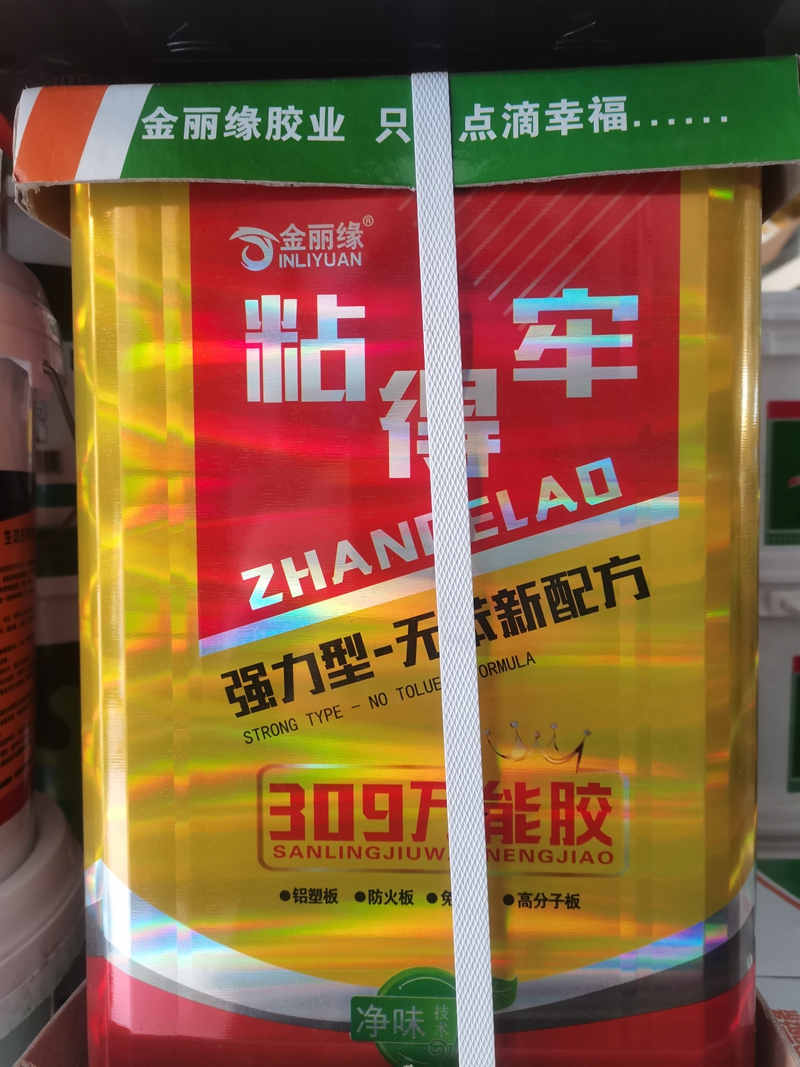 金丽缘胶业 只 点滴幸福......
金丽缘®
INLIYUAN
粘得牢
ZHANDELAO
强力型-无苯新配方
STRONG TYPE - NO TOLUE ORMULA
309万能胶
SANLINGJIUW NENGJIAO
●铝塑板 ●防火板 ●免 ●高分子板
净味 技术